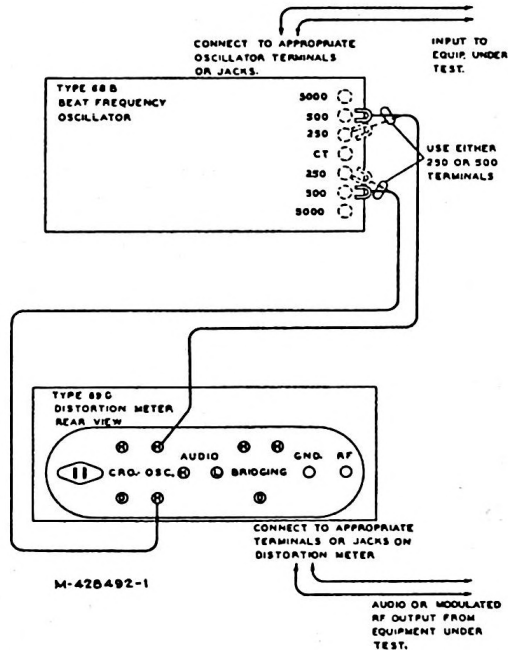 CONNECT TO APPROPRIATE
OSCILLATOR TERMINALS
OR JACKS.
INPUT TO
EQUIP. UNDER
TEST.
TYPE 68B
BEAT FREQUENCY
OSCILLATOR
5000
500
250
CT
250
500
5000
USE EITHER
250 OR 500
TERMINALS
TYPE 69C
DISTORTION METER
REAR VIEW
AUDIO
CRO.
OSC.
BRIDGING
GND.
RF
CONNECT TO APPROPRIATE
TERMINALS OR JACKS ON
DISTORTION METER
M-428492-1
AUDIO OR MODULATED
RF OUTPUT FROM
EQUIPMENT UNDER
TEST.